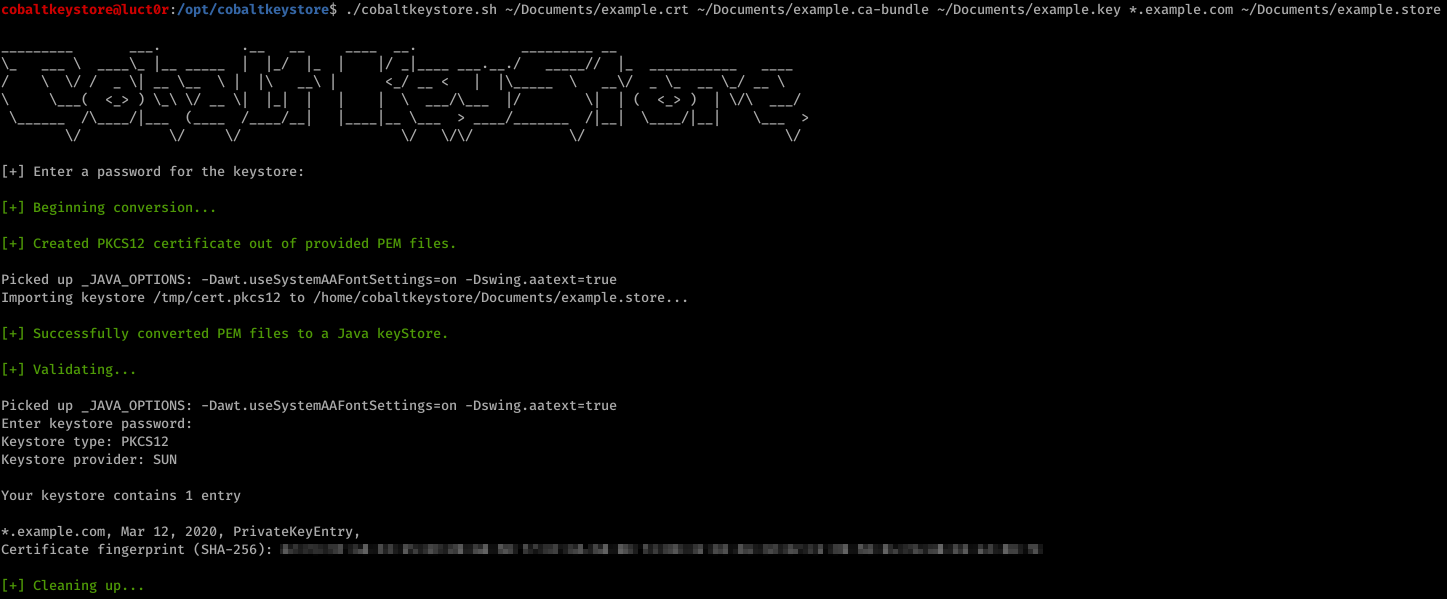 cobaltkeystore@luct0r:/opt/cobaltkeystore$ ./cobaltkeystore.sh ~/Documents/example.crt ~/Documents/example.ca-bundle ~/Documents/example.key *.example.com ~/Documents/example.store
Cobalt KeyStore
[+] Enter a password for the keystore:
[+] Beginning conversion...
[+] Created PKCS12 certificate out of provided PEM files.
Picked up _JAVA_OPTIONS: -Dawt.useSystemAAFontSettings=on -Dswing.aatext=true
Importing keystore /tmp/cert.pkcs12 to /home/cobaltkeystore/Documents/example.store...
[+] Successfully converted PEM files to a Java keyStore.
[+] Validating...
Picked up _JAVA_OPTIONS: -Dawt.useSystemAAFontSettings=on -Dswing.aatext=true
Enter keystore password:
Keystore type: PKCS12
Keystore provider: SUN
Your keystore contains 1 entry
*.example.com, Mar 12, 2020, PrivateKeyEntry,
Certificate fingerprint (SHA-256):
[+] Cleaning up...